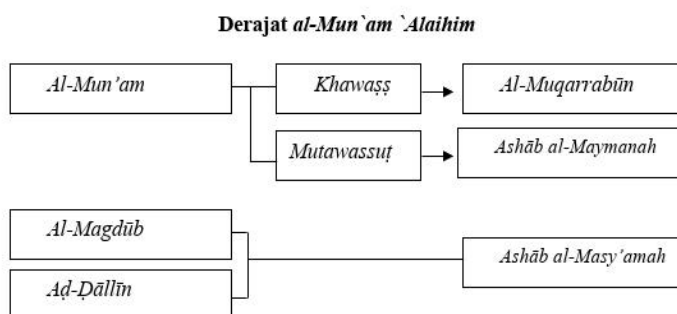 Derajat al-Mun`am `Alaihim
Al-Mun’am
Khawaṣṣ
Al-Muqarrabūn
Mutawassuṭ
Ashāb al-Maymanah
Al-Magdūb
Ashāb al-Masy’amah
Aḍ-Ḍāllīn